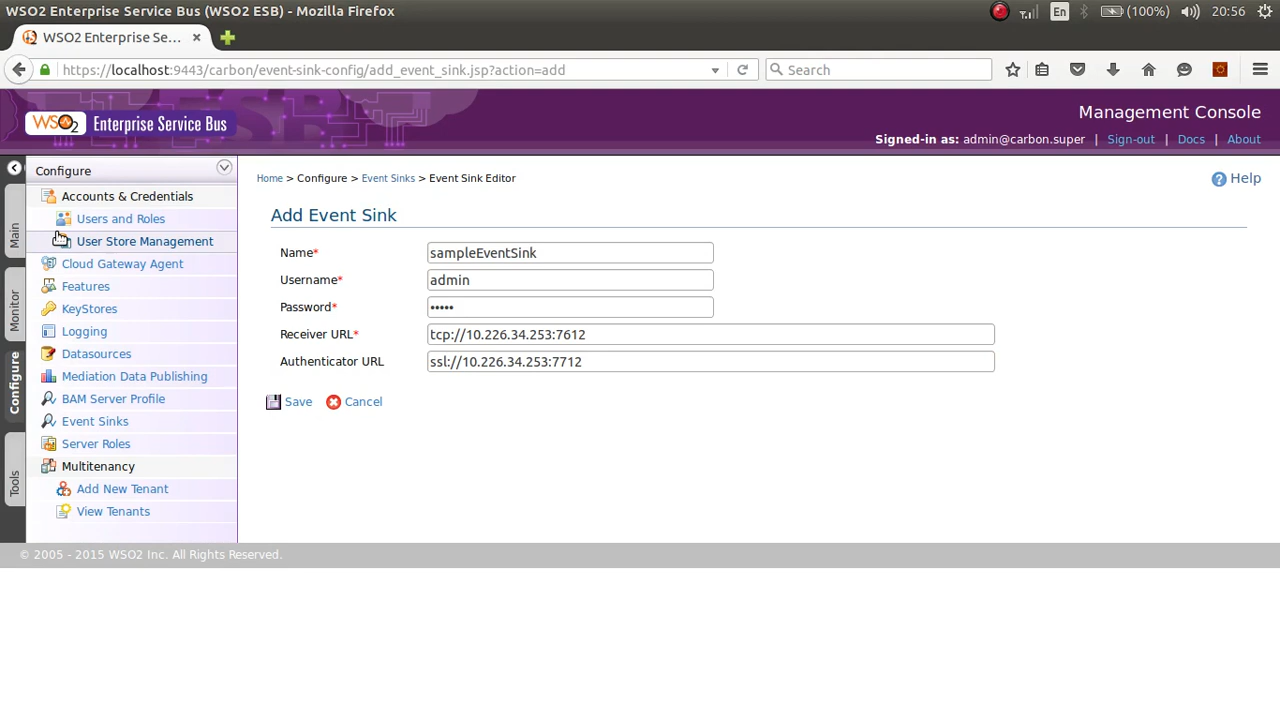 WSO2 Enterprise Service Bus (WSO2 ESB) - Mozilla Firefox
En
(100%)
20:56
WSO2 Enterprise Se...
https://localhost:9443/carbon/event-sink-config/add_event_sink.jsp?action=add
Search
WSO2 Enterprise Service Bus
Management Console
Signed-in as: admin@carbon.super | Sign-out | Docs | About
Main
Monitor
Configure
Tools
Configure
Accounts & Credentials
Users and Roles
User Store Management
Cloud Gateway Agent
Features
KeyStores
Logging
Datasources
Mediation Data Publishing
BAM Server Profile
Event Sinks
Server Roles
Multitenancy
Add New Tenant
View Tenants
Home > Configure > Event Sinks > Event Sink Editor
Help
Add Event Sink
Name* sampleEventSink
Username* admin
Password* •••••
Receiver URL* tcp://10.226.34.253:7612
Authenticator URL ssl://10.226.34.253:7712
Save Cancel
© 2005 - 2015 WSO2 Inc. All Rights Reserved.